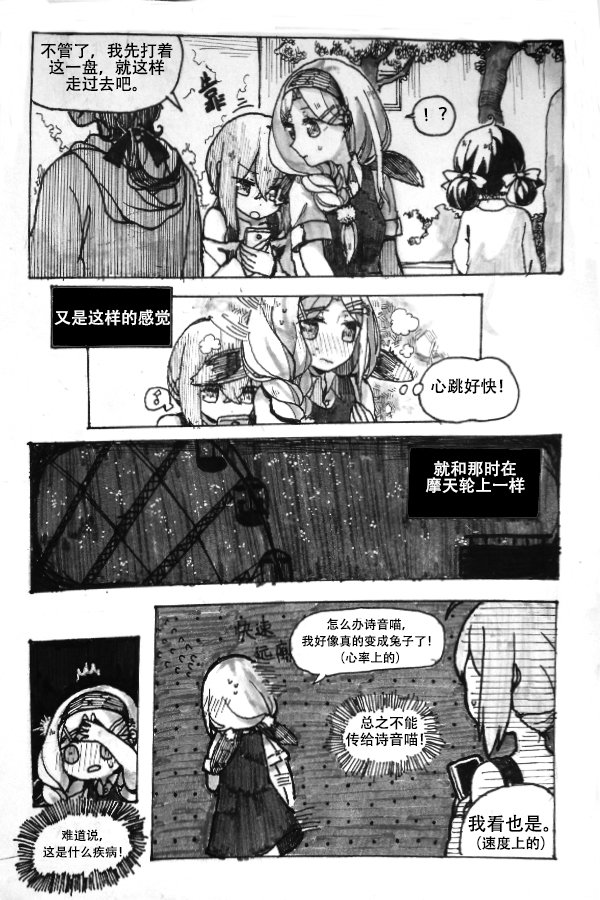 不管了，我先打着
这一盘，就这样
走过去吧。
靠
！？
又是这样的感觉
心跳好快！
就和那时在
摩天轮上一样
快速
远离
怎么办诗音喵，
我好像真的变成兔子了！
（心率上的）
总之不能
传给诗音喵！
难道说，
这是什么疾病！
我看也是。
（速度上的）